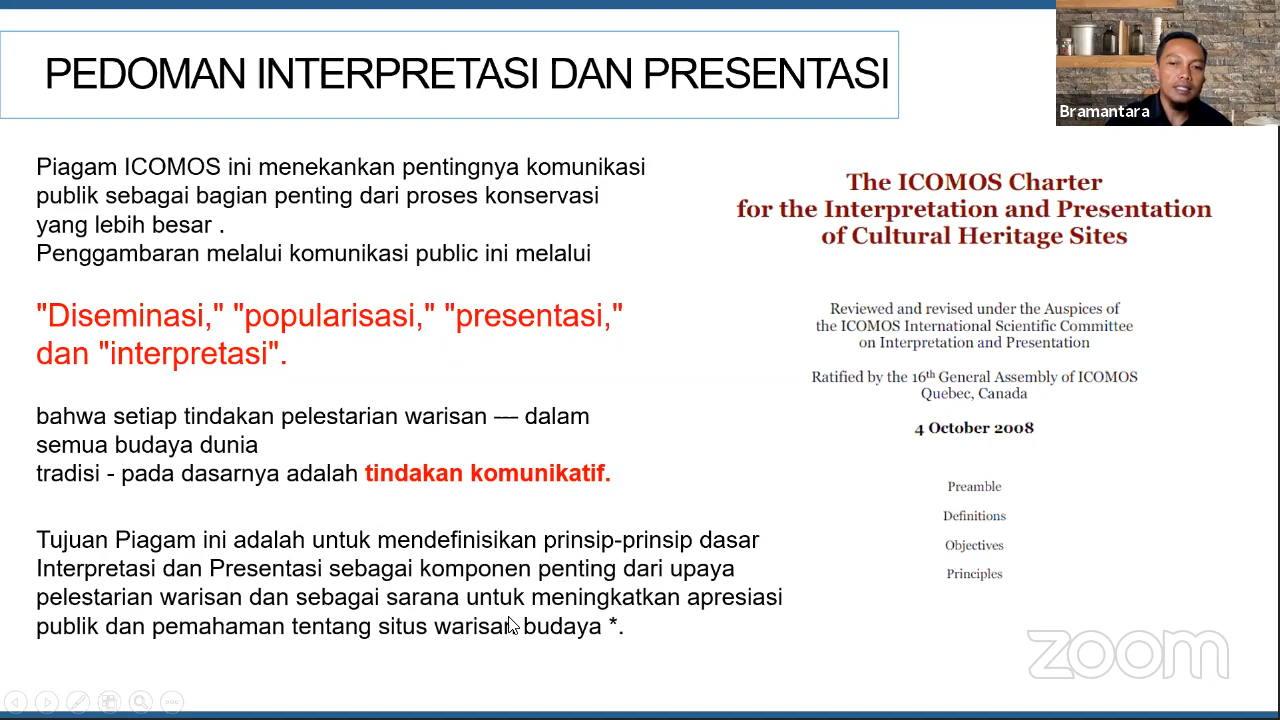 PEDOMAN INTERPRETASI DAN PRESENTASI
Bramantara
Piagam ICOMOS ini menekankan pentingnya komunikasi
publik sebagai bagian penting dari proses konservasi
yang lebih besar .
Penggambaran melalui komunikasi public ini melalui
"Diseminasi," "popularisasi," "presentasi,"
dan "interpretasi".
bahwa setiap tindakan pelestarian warisan — dalam
semua budaya dunia
tradisi - pada dasarnya adalah tindakan komunikatif.
Tujuan Piagam ini adalah untuk mendefinisikan prinsip-prinsip dasar
Interpretasi dan Presentasi sebagai komponen penting dari upaya
pelestarian warisan dan sebagai sarana untuk meningkatkan apresiasi
publik dan pemahaman tentang situs warisan budaya *.
The ICOMOS Charter
for the Interpretation and Presentation
of Cultural Heritage Sites
Reviewed and revised under the Auspices of
the ICOMOS International Scientific Committee
on Interpretation and Presentation
Ratified by the 16th General Assembly of ICOMOS
Quebec, Canada
4 October 2008
Preamble
Definitions
Objectives
Principles
zoom